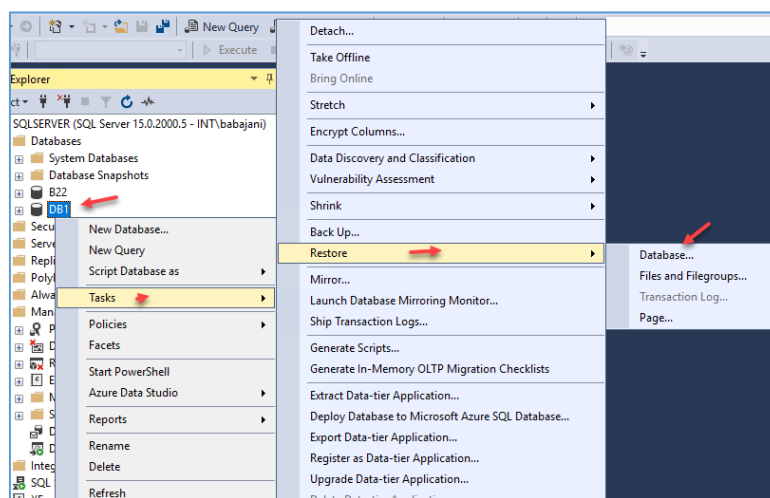 New Query
Execute
Explorer
SQLSERVER (SQL Server 15.0.2000.5 - INT\babajani)
Databases
System Databases
Database Snapshots
B22
DB1
New Database...
New Query
Script Database as
Tasks
Policies
Facets
Start PowerShell
Azure Data Studio
Reports
Rename
Delete
Refresh
Detach...
Take Offline
Bring Online
Stretch
Encrypt Columns...
Data Discovery and Classification
Vulnerability Assessment
Shrink
Back Up...
Restore
Mirror...
Launch Database Mirroring Monitor...
Ship Transaction Logs...
Generate Scripts...
Generate In-Memory OLTP Migration Checklists
Extract Data-tier Application...
Deploy Database to Microsoft Azure SQL Database...
Export Data-tier Application...
Register as Data-tier Application...
Upgrade Data-tier Application...
Database...
Files and Filegroups...
Transaction Log...
Page...